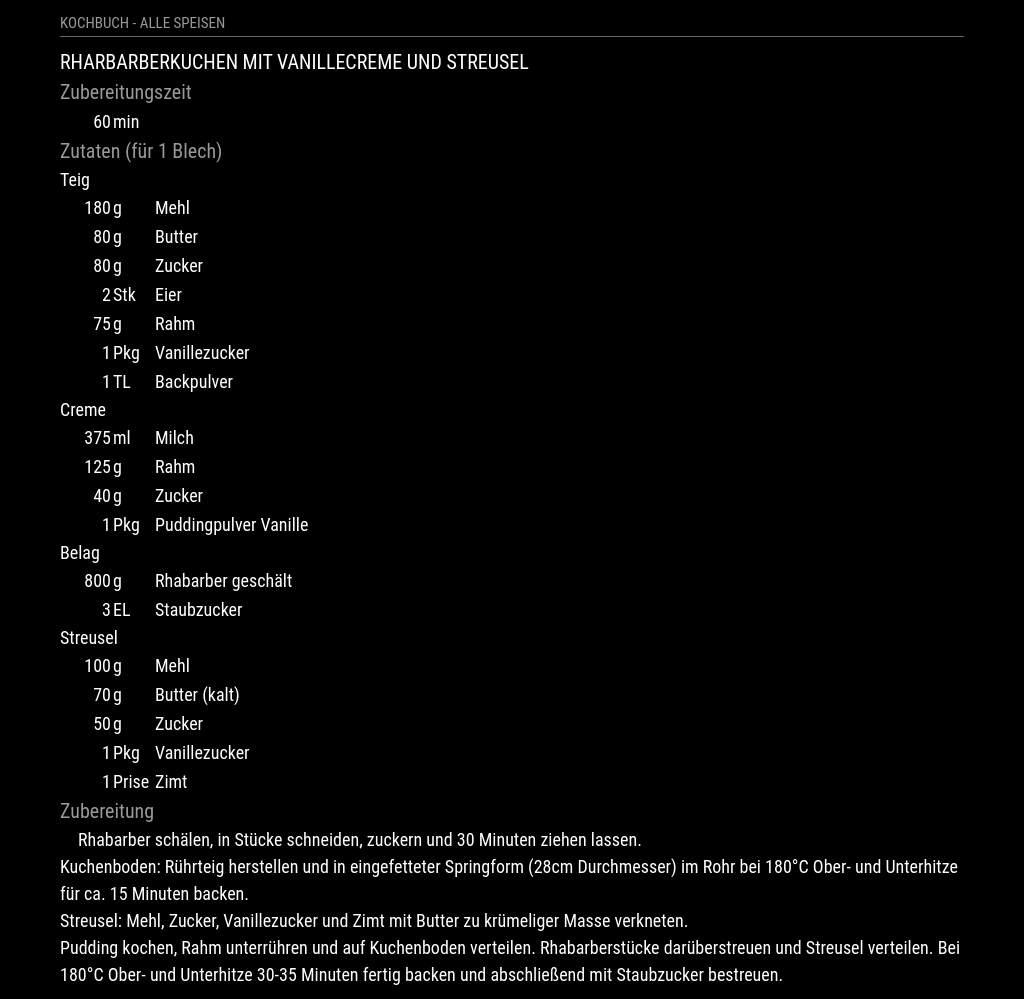 KOCHBUCH - ALLE SPEISEN
RHARBARBERKUCHEN MIT VANILLECREME UND STREUSEL
Zubereitungszeit
60 min
Zutaten (für 1 Blech)
Teig
180 g Mehl
80 g Butter
80 g Zucker
2 Stk Eier
75 g Rahm
1 Pkg Vanillezucker
1 TL Backpulver
Creme
375 ml Milch
125 g Rahm
40 g Zucker
1 Pkg Puddingpulver Vanille
Belag
800 g Rhabarber geschält
3 EL Staubzucker
Streusel
100 g Mehl
70 g Butter (kalt)
50 g Zucker
1 Pkg Vanillezucker
1 Prise Zimt
Zubereitung
Rhabarber schälen, in Stücke schneiden, zuckern und 30 Minuten ziehen lassen.
Kuchenboden: Rührteig herstellen und in eingefetteter Springform (28cm Durchmesser) im Rohr bei 180°C Ober- und Unterhitze
für ca. 15 Minuten backen.
Streusel: Mehl, Zucker, Vanillezucker und Zimt mit Butter zu krümeliger Masse verkneten.
Pudding kochen, Rahm unterrühren und auf Kuchenboden verteilen. Rhabarberstücke darüberstreuen und Streusel verteilen. Bei
180°C Ober- und Unterhitze 30-35 Minuten fertig backen und abschließend mit Staubzucker bestreuen.